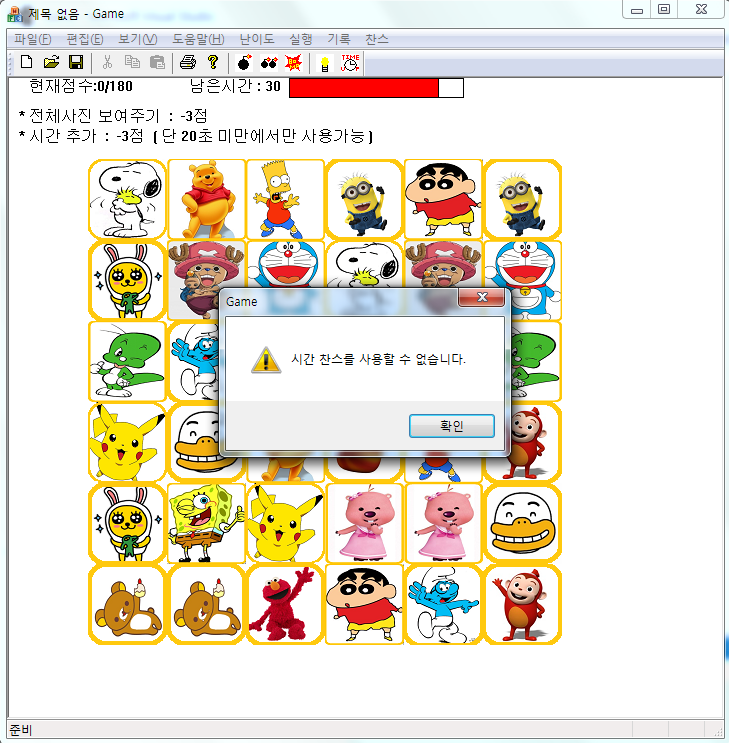 제목 없음 - Game
파일(F) 편집(E) 보기(V) 도움말(H) 난이도 실행 기록 찬스
TIME
현재점수:0/180 남은시간 : 30
* 전체사진 보여주기 : -3점
* 시간 추가 : -3점 ( 단 20초 미만에서만 사용가능 )
Game
시간 찬스를 사용할 수 없습니다.
확인
준비